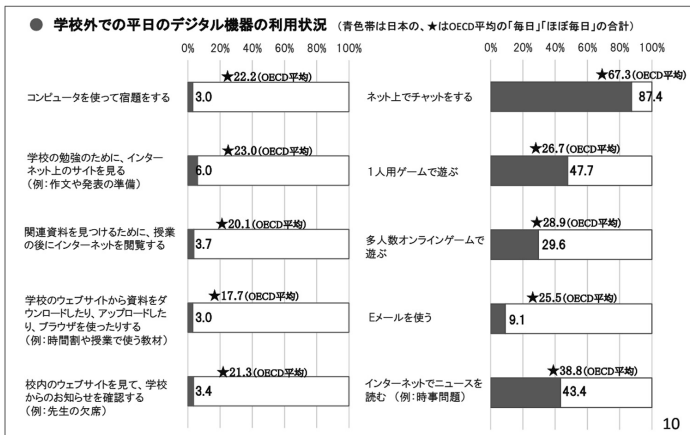 ● 学校外での平日のデジタル機器の利用状況 (青色帯は日本の、★はOECD平均の「毎日」「ほぼ毎日」の合計)
0% 20% 40% 60% 80% 100%
★22.2(OECD平均)
コンピュータを使って宿題をする
3.0
★23.0(OECD平均)
学校の勉強のために、インター
ネット上のサイトを見る
(例:作文や発表の準備)
6.0
★20.1(OECD平均)
関連資料を見つけるために、授業
の後にインターネットを閲覧する
3.7
★17.7(OECD平均)
学校のウェブサイトから資料をダ
ウンロードしたり、アップロードした
り、ブラウザを使ったりする
(例:時間割や授業で使う教材)
3.0
★21.3(OECD平均)
校内のウェブサイトを見て、学校
からのお知らせを確認する
(例:先生の欠席)
3.4
0% 20% 40% 60% 80% 100%
★67.3(OECD平均)
ネット上でチャットをする
87.4
★26.7(OECD平均)
1人用ゲームで遊ぶ
47.7
★28.9(OECD平均)
多人数オンラインゲームで
遊ぶ
29.6
★25.5(OECD平均)
Eメールを使う
9.1
★38.8(OECD平均)
インターネットでニュースを
読む (例:時事問題)
43.4
10